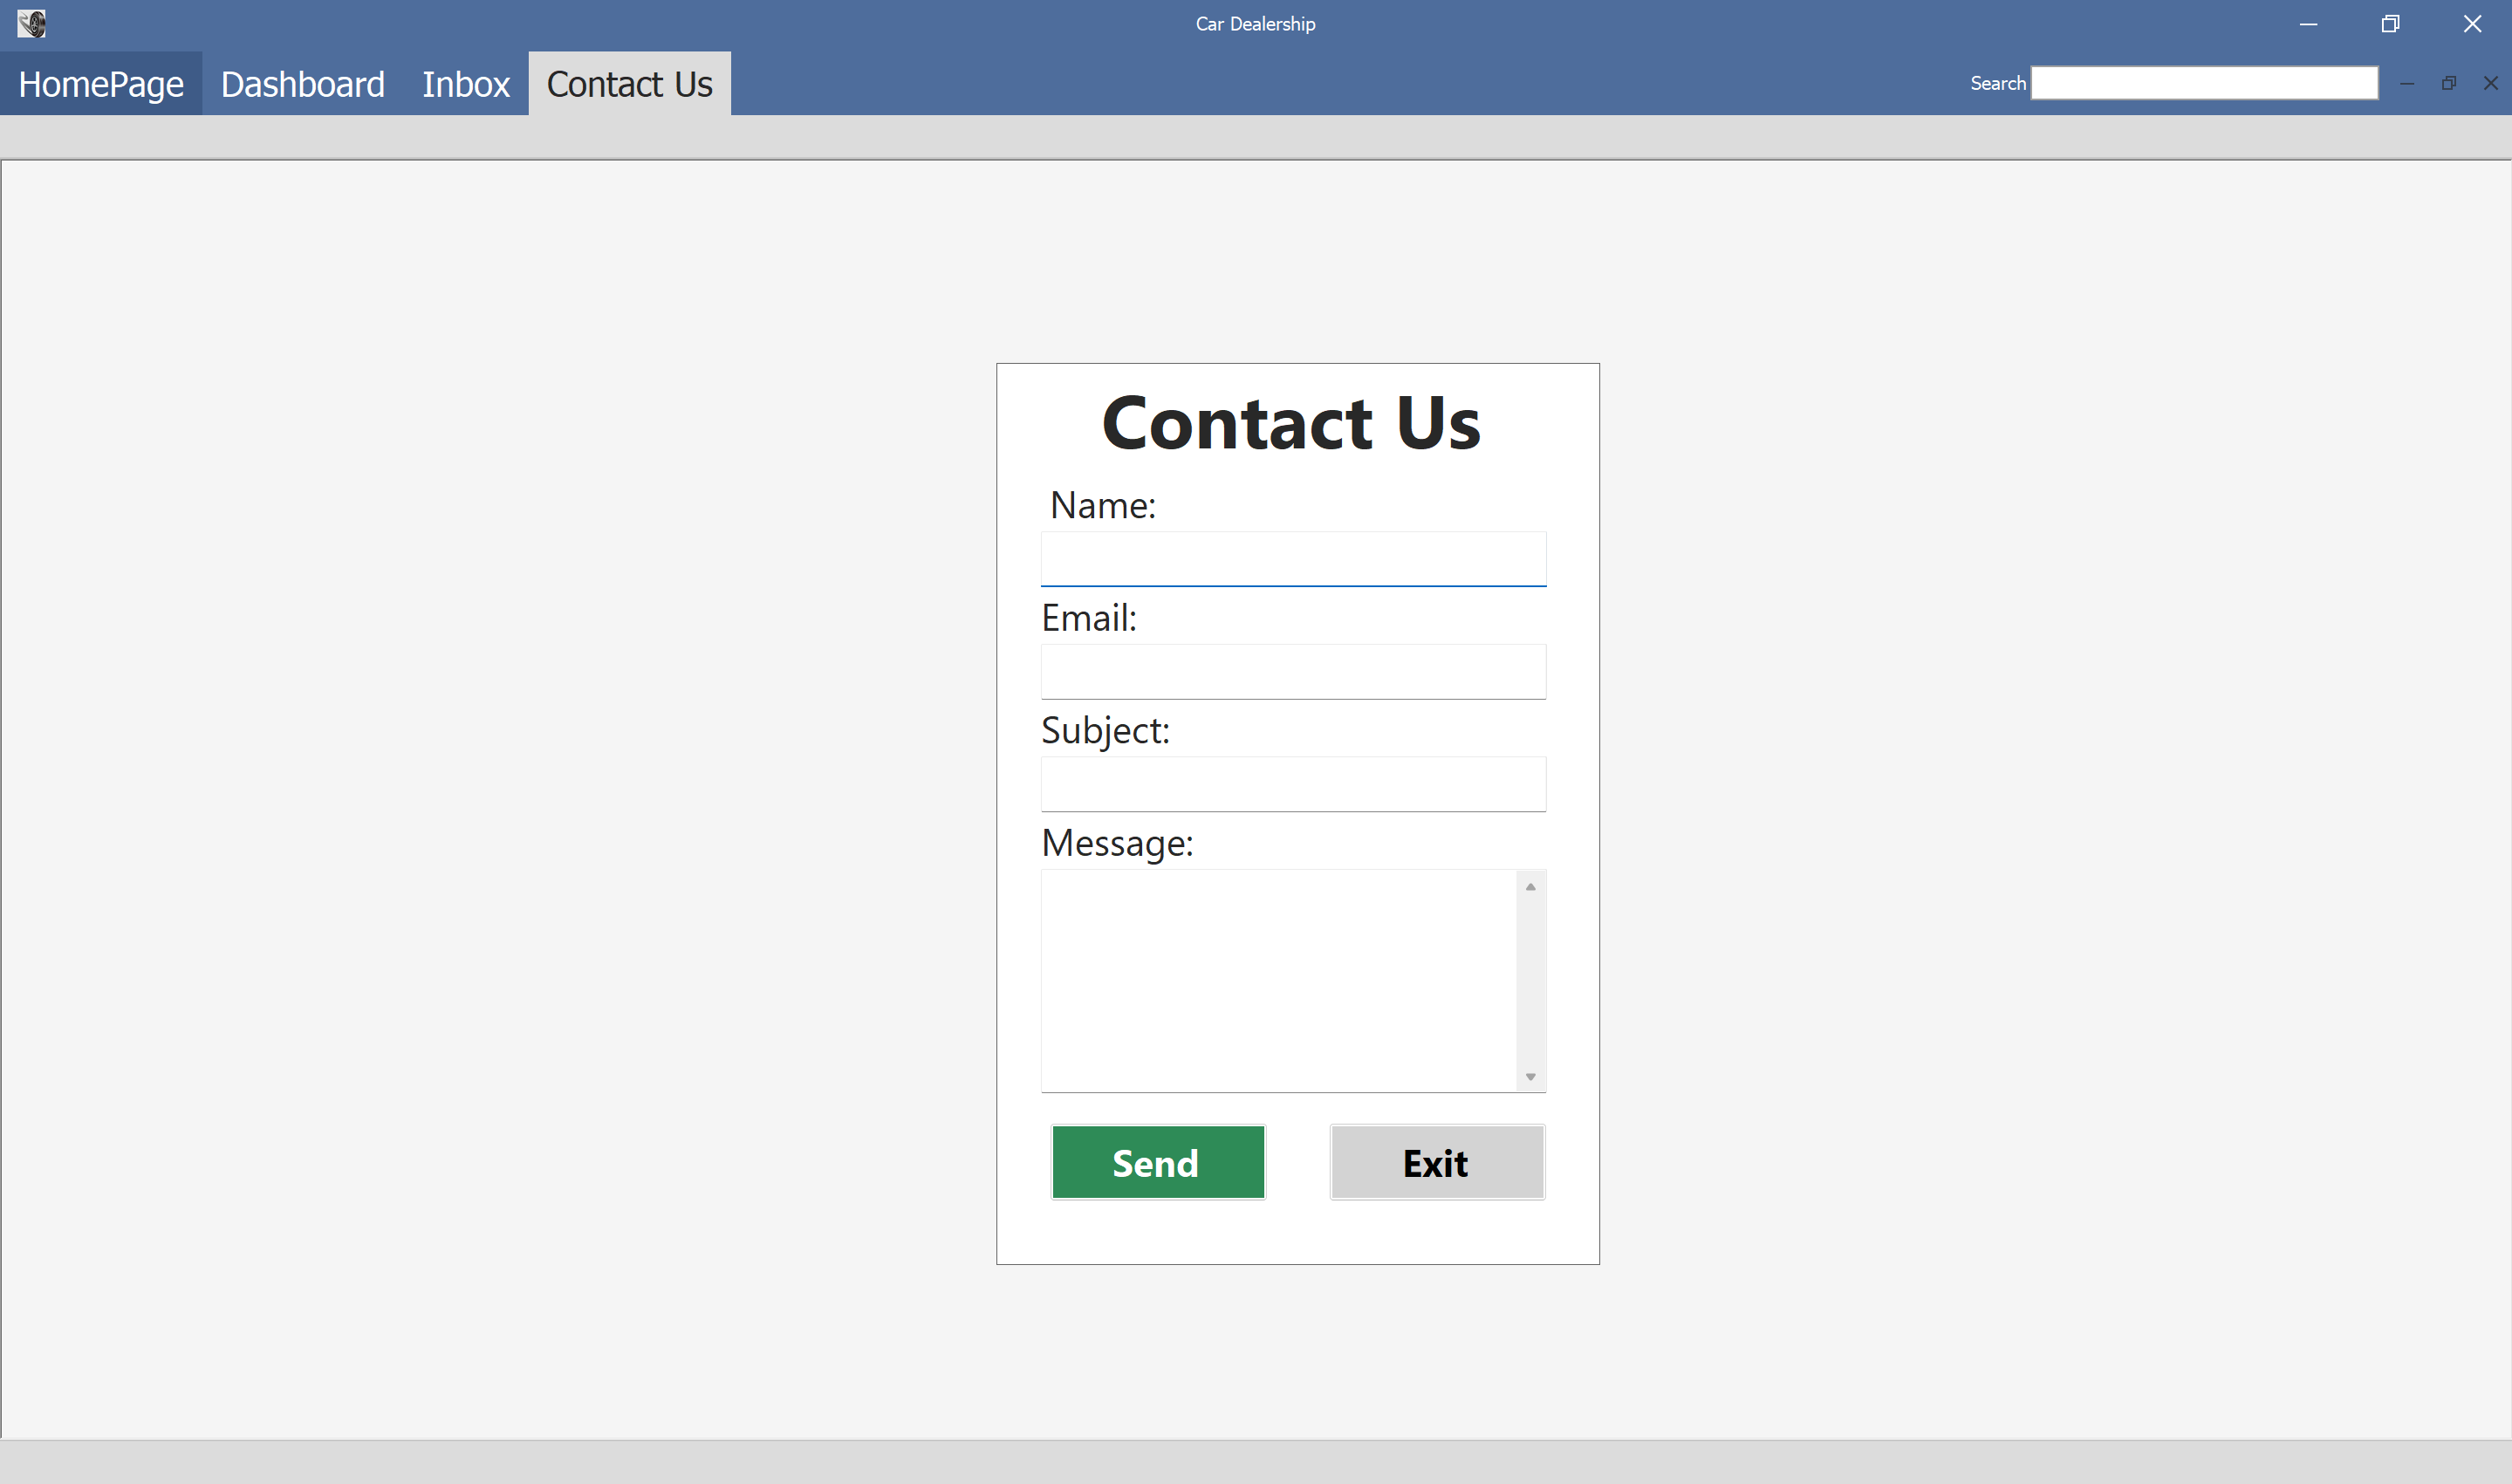 Car Dealership
HomePage Dashboard Inbox Contact Us Search
Contact Us
Name:
Email:
Subject:
Message:
Send Exit